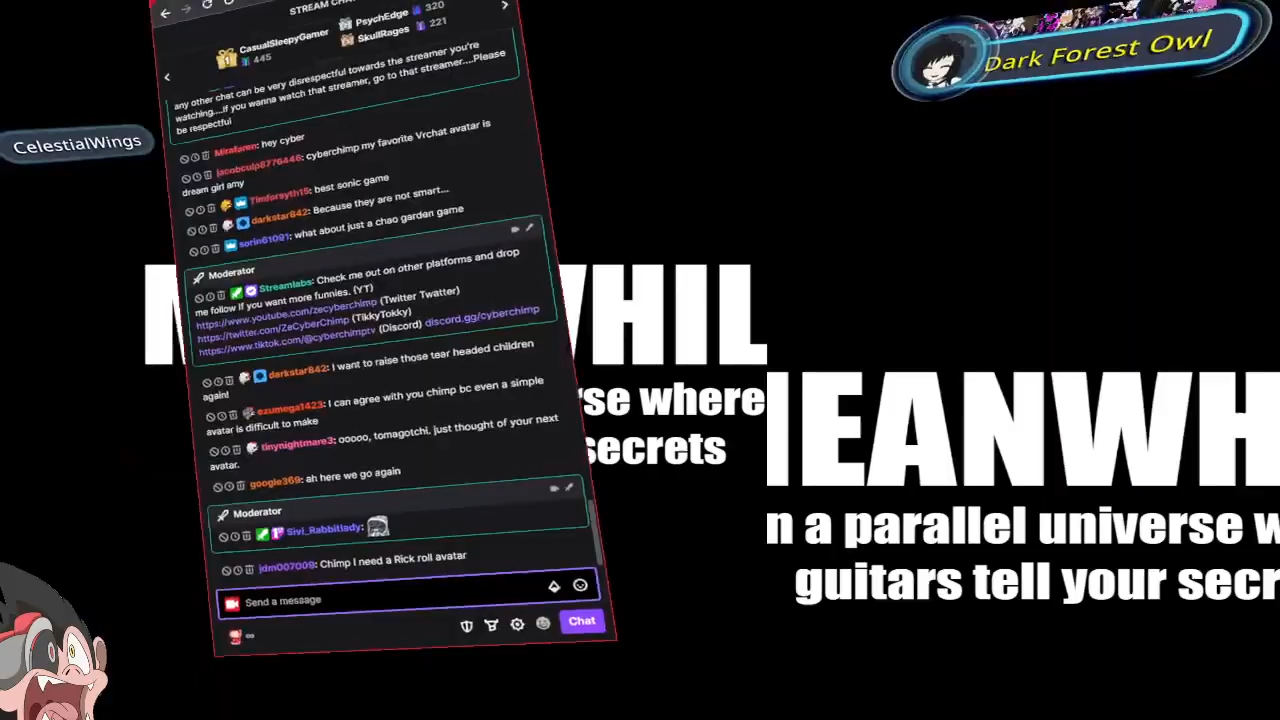 STREAM CHA
CasualSleepyGamer
445
PsychEdge 320
SkullRages 221
Dark Forest Owl
CelestialWings
any other chat can be very disrespectful towards the streamer you're
watching....if you wanna watch that streamer, go to that streamer....Please
be respectful
Mirafaren: hey cyber
jacobculp8776446: cyberchimp my favorite Vrchat avatar is
dream girl amy
Timforsyth15: best sonic game
darkstar842: Because they are not smart...
sorin61091: what about just a chao garden game
Moderator
Streamlabs: Check me out on other platforms and drop
me follow if you want more funnies. (YT)
https://www.youtube.com/zecyberchimp (Twitter Twatter)
https://twitter.com/ZeCyberChimp (TikkyTokky)
https://www.tiktok.com/@cyberchimptv (Discord) discord.gg/cyberchimp
darkstar842: I want to raise those tear headed children
again!
ezumega1423: I can agree with you chimp bc even a simple
avatar is difficult to make
tinynightmare3: ooooo, tomagotchi, just thought of your next
avatar.
google369: ah here we go again
Moderator
Sivi_Rabbitlady:
jdm007009: Chimp I need a Rick roll avatar
Send a message
Chat
WHIL
se where
secrets
EANWH
n a parallel universe w
guitars tell your secr